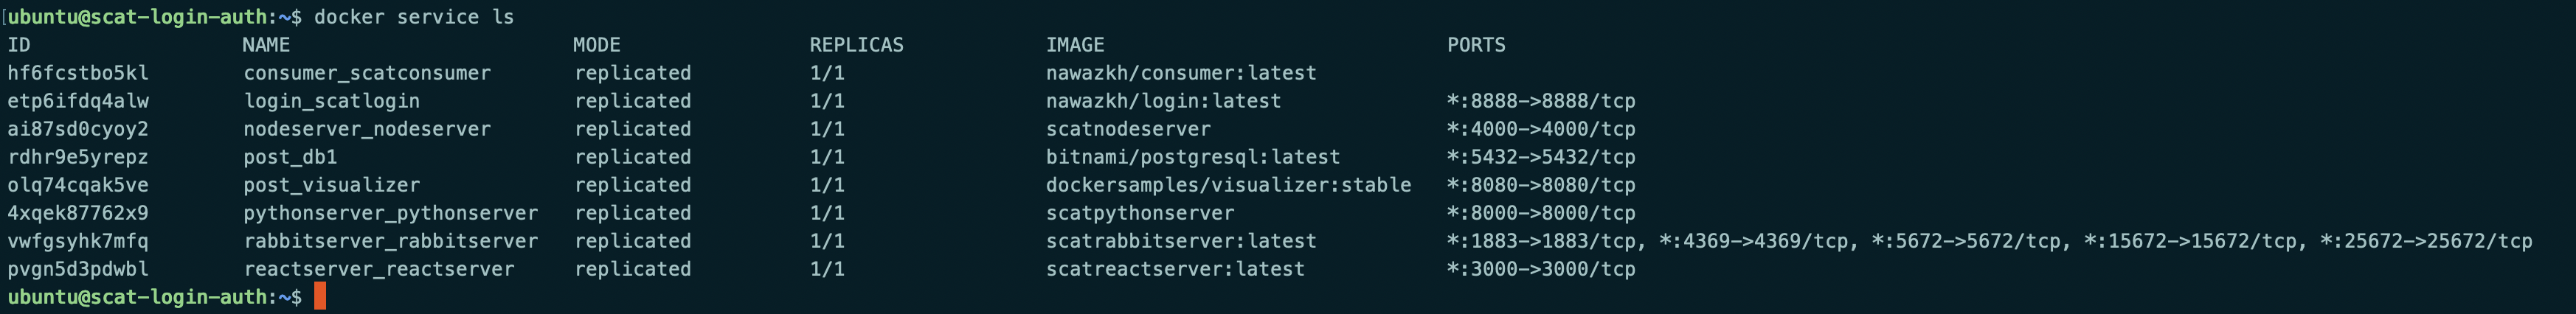 [ubuntu@scat-login-auth:~$ docker service ls
ID NAME MODE REPLICAS IMAGE PORTS
hf6fcstbo5kl consumer_scatconsumer replicated 1/1 nawazkh/consumer:latest
etp6ifdq4alw login_scatlogin replicated 1/1 nawazkh/login:latest *:8888->8888/tcp
ai87sd0cyoy2 nodeserver_nodeserver replicated 1/1 scatnodeserver *:4000->4000/tcp
rdhr9e5yrepz post_db1 replicated 1/1 bitnami/postgresql:latest *:5432->5432/tcp
olq74cqak5ve post_visualizer replicated 1/1 dockersamples/visualizer:stable *:8080->8080/tcp
4xqek87762x9 pythonserver_pythonserver replicated 1/1 scatpythonserver *:8000->8000/tcp
vwfgsyhk7mfq rabbitserver_rabbitserver replicated 1/1 scatrabbitserver:latest *:1883->1883/tcp, *:4369->4369/tcp, *:5672->5672/tcp, *:15672->15672/tcp, *:25672->25672/tcp
pvgn5d3pdwbl reactserver_reactserver replicated 1/1 scatreactserver:latest *:3000->3000/tcp
ubuntu@scat-login-auth:~$